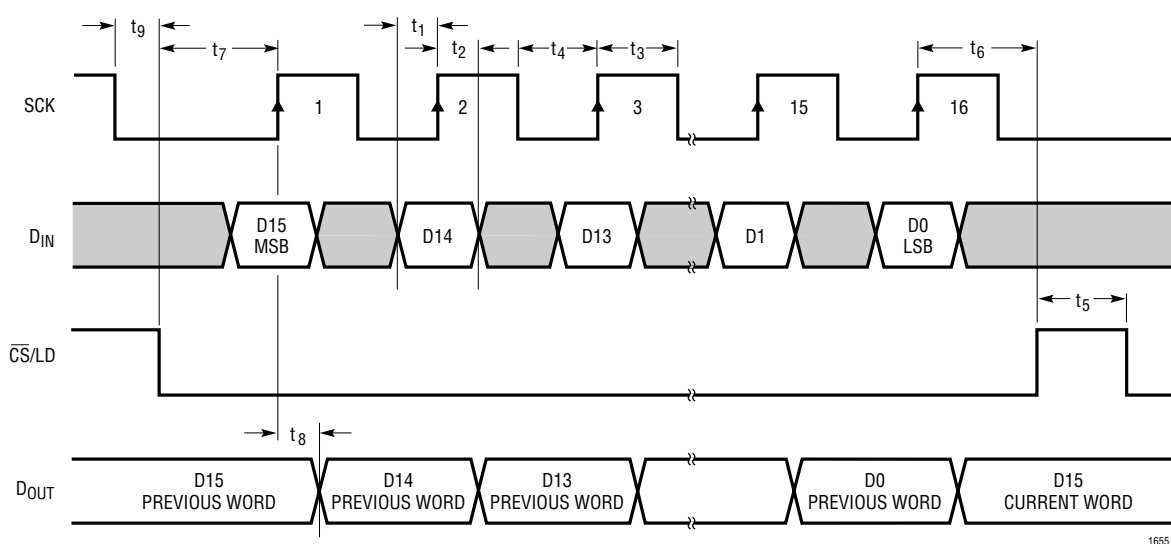 t9
t7
t1
t2
t4
t3
t6
SCK
1
2
3
15
16
DIN
D15
MSB
D14
D13
D1
D0
LSB
t5
CS/LD
t8
DOUT
D15
PREVIOUS WORD
D14
PREVIOUS WORD
D13
PREVIOUS WORD
D0
PREVIOUS WORD
D15
CURRENT WORD
1655